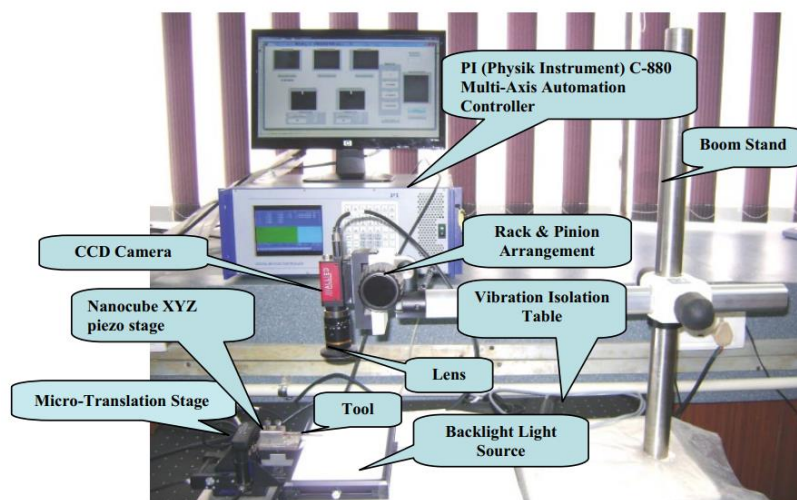 PI (Physik Instrument) C-880
Multi-Axis Automation
Controller
Boom Stand
Rack & Pinion
Arrangement
CCD Camera
Nanocube XYZ
piezo stage
Vibration Isolation
Table
Lens
Micro-Translation Stage
Tool
Backlight Light
Source